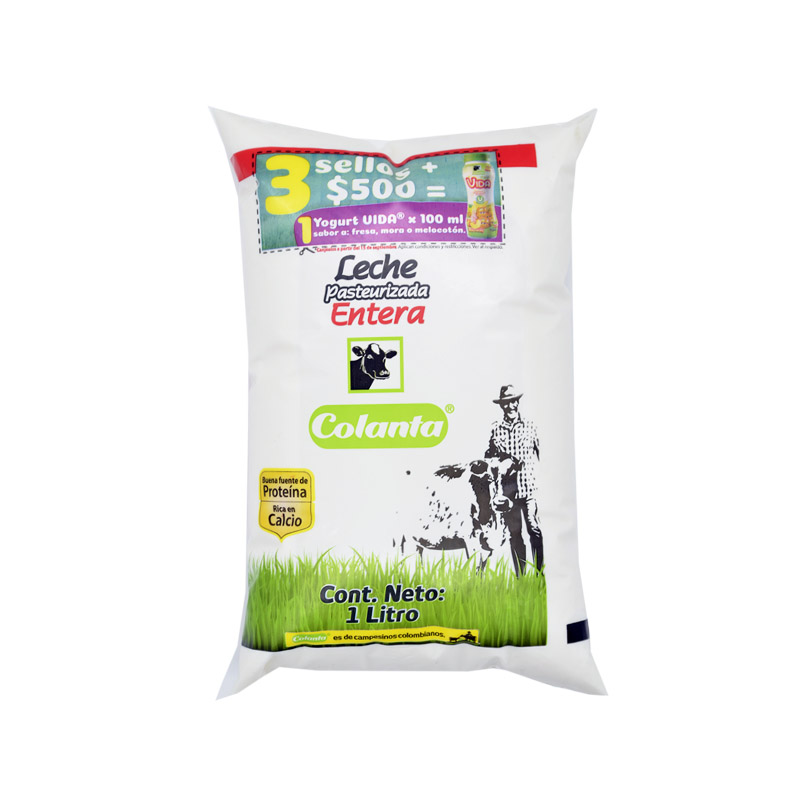 3 sellos +
$500 =
1 Yogurt VIDA® x 100 ml
sabor a: fresa, mora o melocotón.
VIDA
Leche
Pasteurizada
Entera
Colanta®
Buena fuente de
Proteína
Rica en
Calcio
Cont. Neto:
1 Litro
Colanta es de campesinos colombianos.